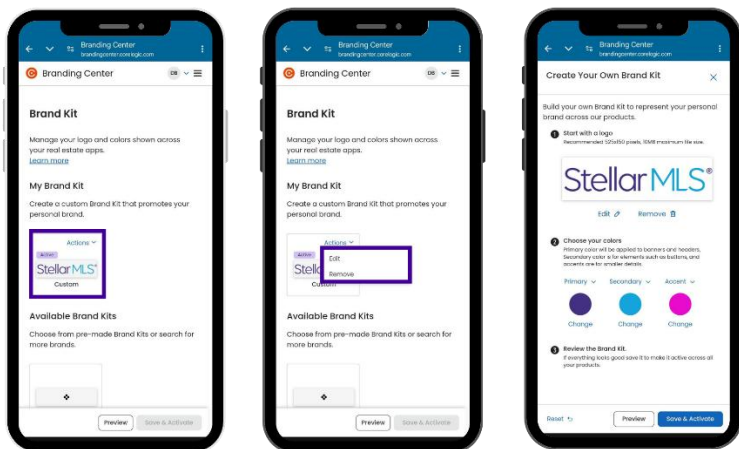 Branding Center
brandingcenter.corelogic.com
Branding Center
DB
Brand Kit
Manage your logo and colors shown across
your real estate apps.
Learn more
My Brand Kit
Create a custom Brand Kit that promotes your
personal brand.
Actions
Active
StellarMLS®
Custom
Available Brand Kits
Choose from pre-made Brand Kits or search for
more brands.
Preview
Save & Activate
Branding Center
brandingcenter.corelogic.com
Branding Center
DB
Brand Kit
Manage your logo and colors shown across
your real estate apps.
Learn more
My Brand Kit
Create a custom Brand Kit that promotes your
personal brand.
Actions
Active
Edit
Stella
Remove
Custom
Available Brand Kits
Choose from pre-made Brand Kits or search for
more brands.
Preview
Save & Activate
Branding Center
brandingcenter.corelogic.com
Create Your Own Brand Kit
Build your own Brand Kit to represent your personal
brand across our products.
1 Start with a logo
Recommended 525x150 pixels, 10MB maximum file size.
StellarMLS®
Edit Remove
2 Choose your colors
Primary color will be applied to banners and headers,
Secondary color is for elements such as buttons, and
accents are for smaller details.
Primary Secondary Accent
Change Change Change
3 Review the Brand Kit.
If everything looks good save it to make it active across all
your products.
Reset
Preview
Save & Activate